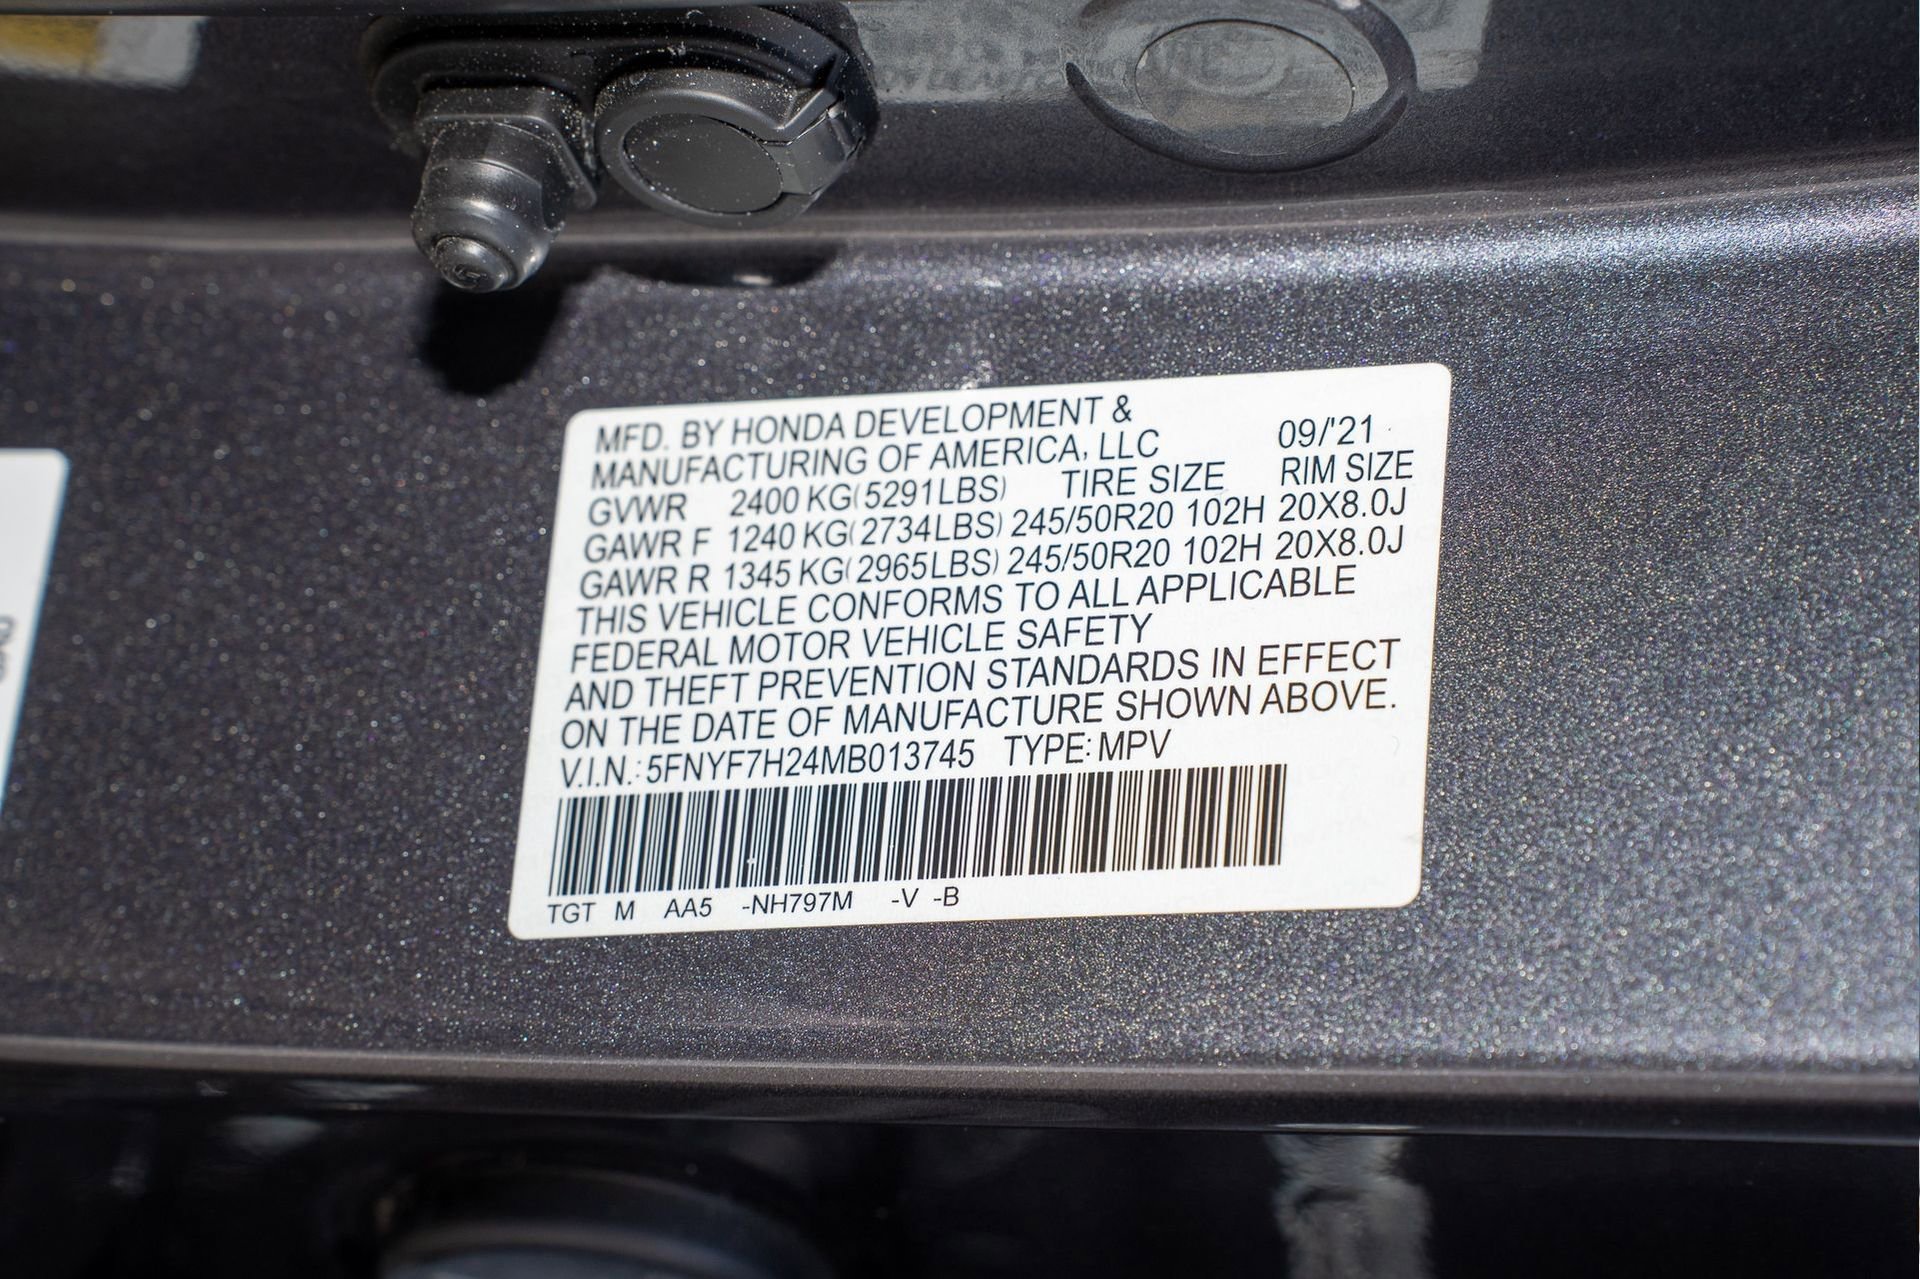 MFD. BY HONDA DEVELOPMENT &
MANUFACTURING OF AMERICA, LLC 09/'21
GVWR 2400 KG(5291LBS) TIRE SIZE RIM SIZE
GAWR F 1240 KG(2734LBS) 245/50R20 102H 20X8.0J
GAWR R 1345 KG(2965LBS) 245/50R20 102H 20X8.0J
THIS VEHICLE CONFORMS TO ALL APPLICABLE
FEDERAL MOTOR VEHICLE SAFETY
AND THEFT PREVENTION STANDARDS IN EFFECT
ON THE DATE OF MANUFACTURE SHOWN ABOVE.
V.I.N.: 5FNYF7H24MB013745 TYPE: MPV
TGT M AA5 -NH797M -V -B